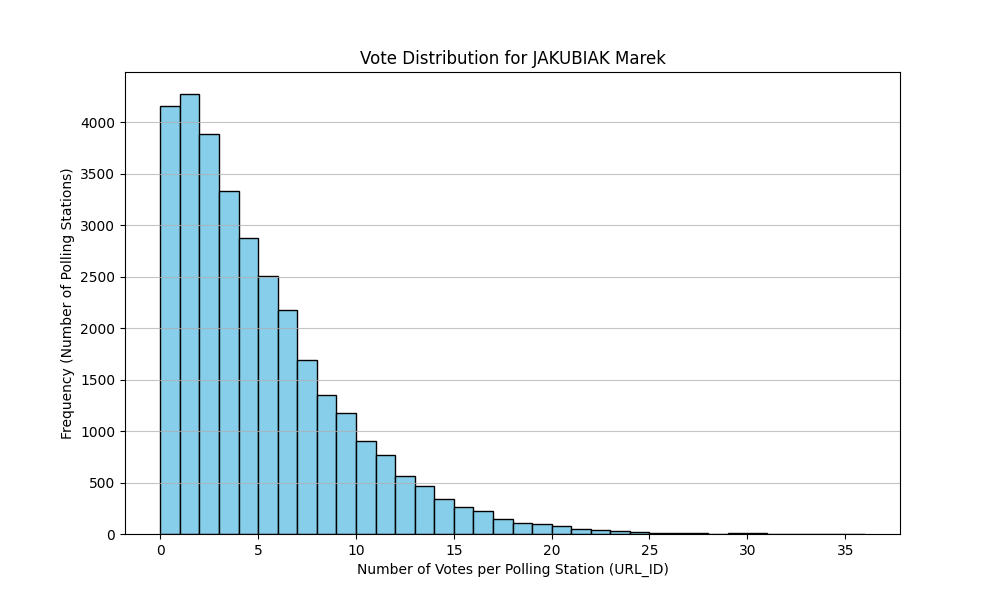 Vote Distribution for JAKUBIAK Marek
Frequency (Number of Polling Stations)
4000
3500
3000
2500
2000
1500
1000
500
0
0 5 10 15 20 25 30 35
Number of Votes per Polling Station (URL_ID)